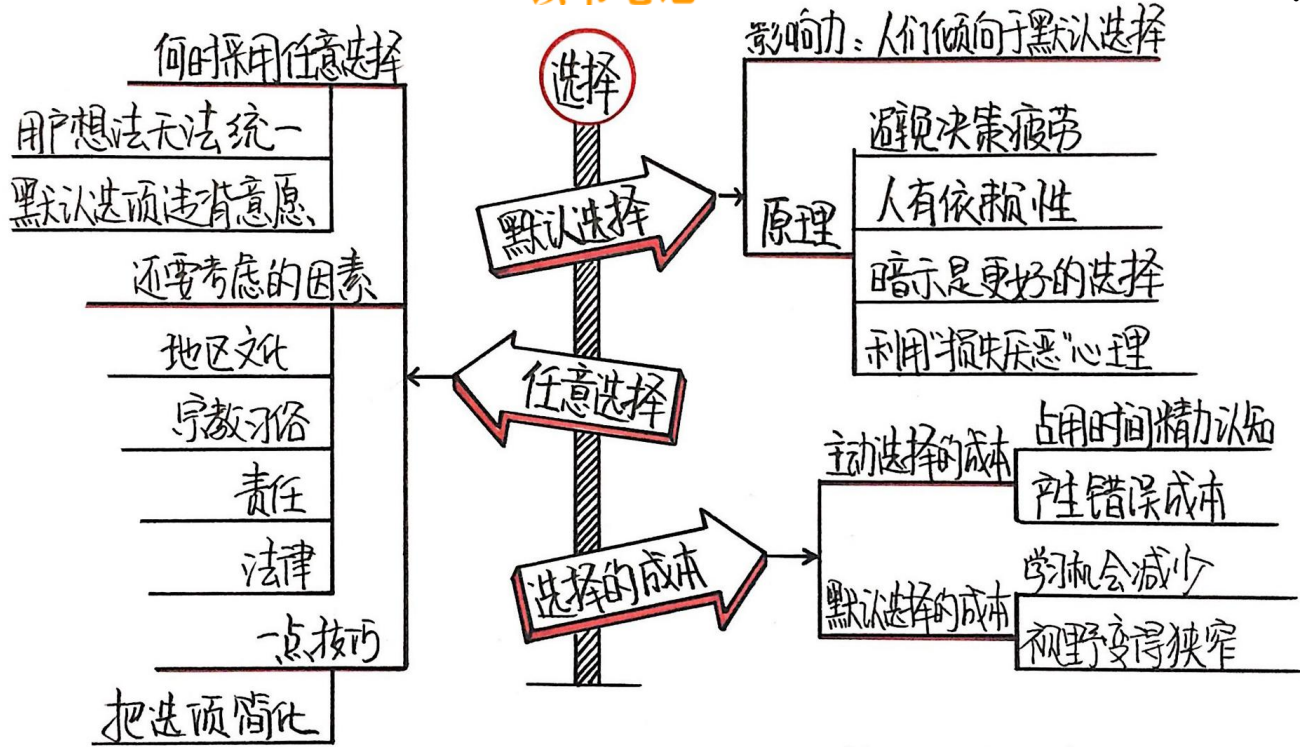 选择
默认选择
影响力：人们倾向于默认选择
原理
避免决策疲劳
人有依赖性
暗示是更好的选择
利用“损失厌恶”心理
任意选择
何时采用任意选择
用户想法无法统一
默认选项违背意愿
还要考虑的因素
地区文化
宗教习俗
责任
法律
一点技巧
把选项简化
选择的成本
主动选择的成本
占用时间精力认知
产生错误成本
默认选择的成本
学习机会减少
视野变得狭窄